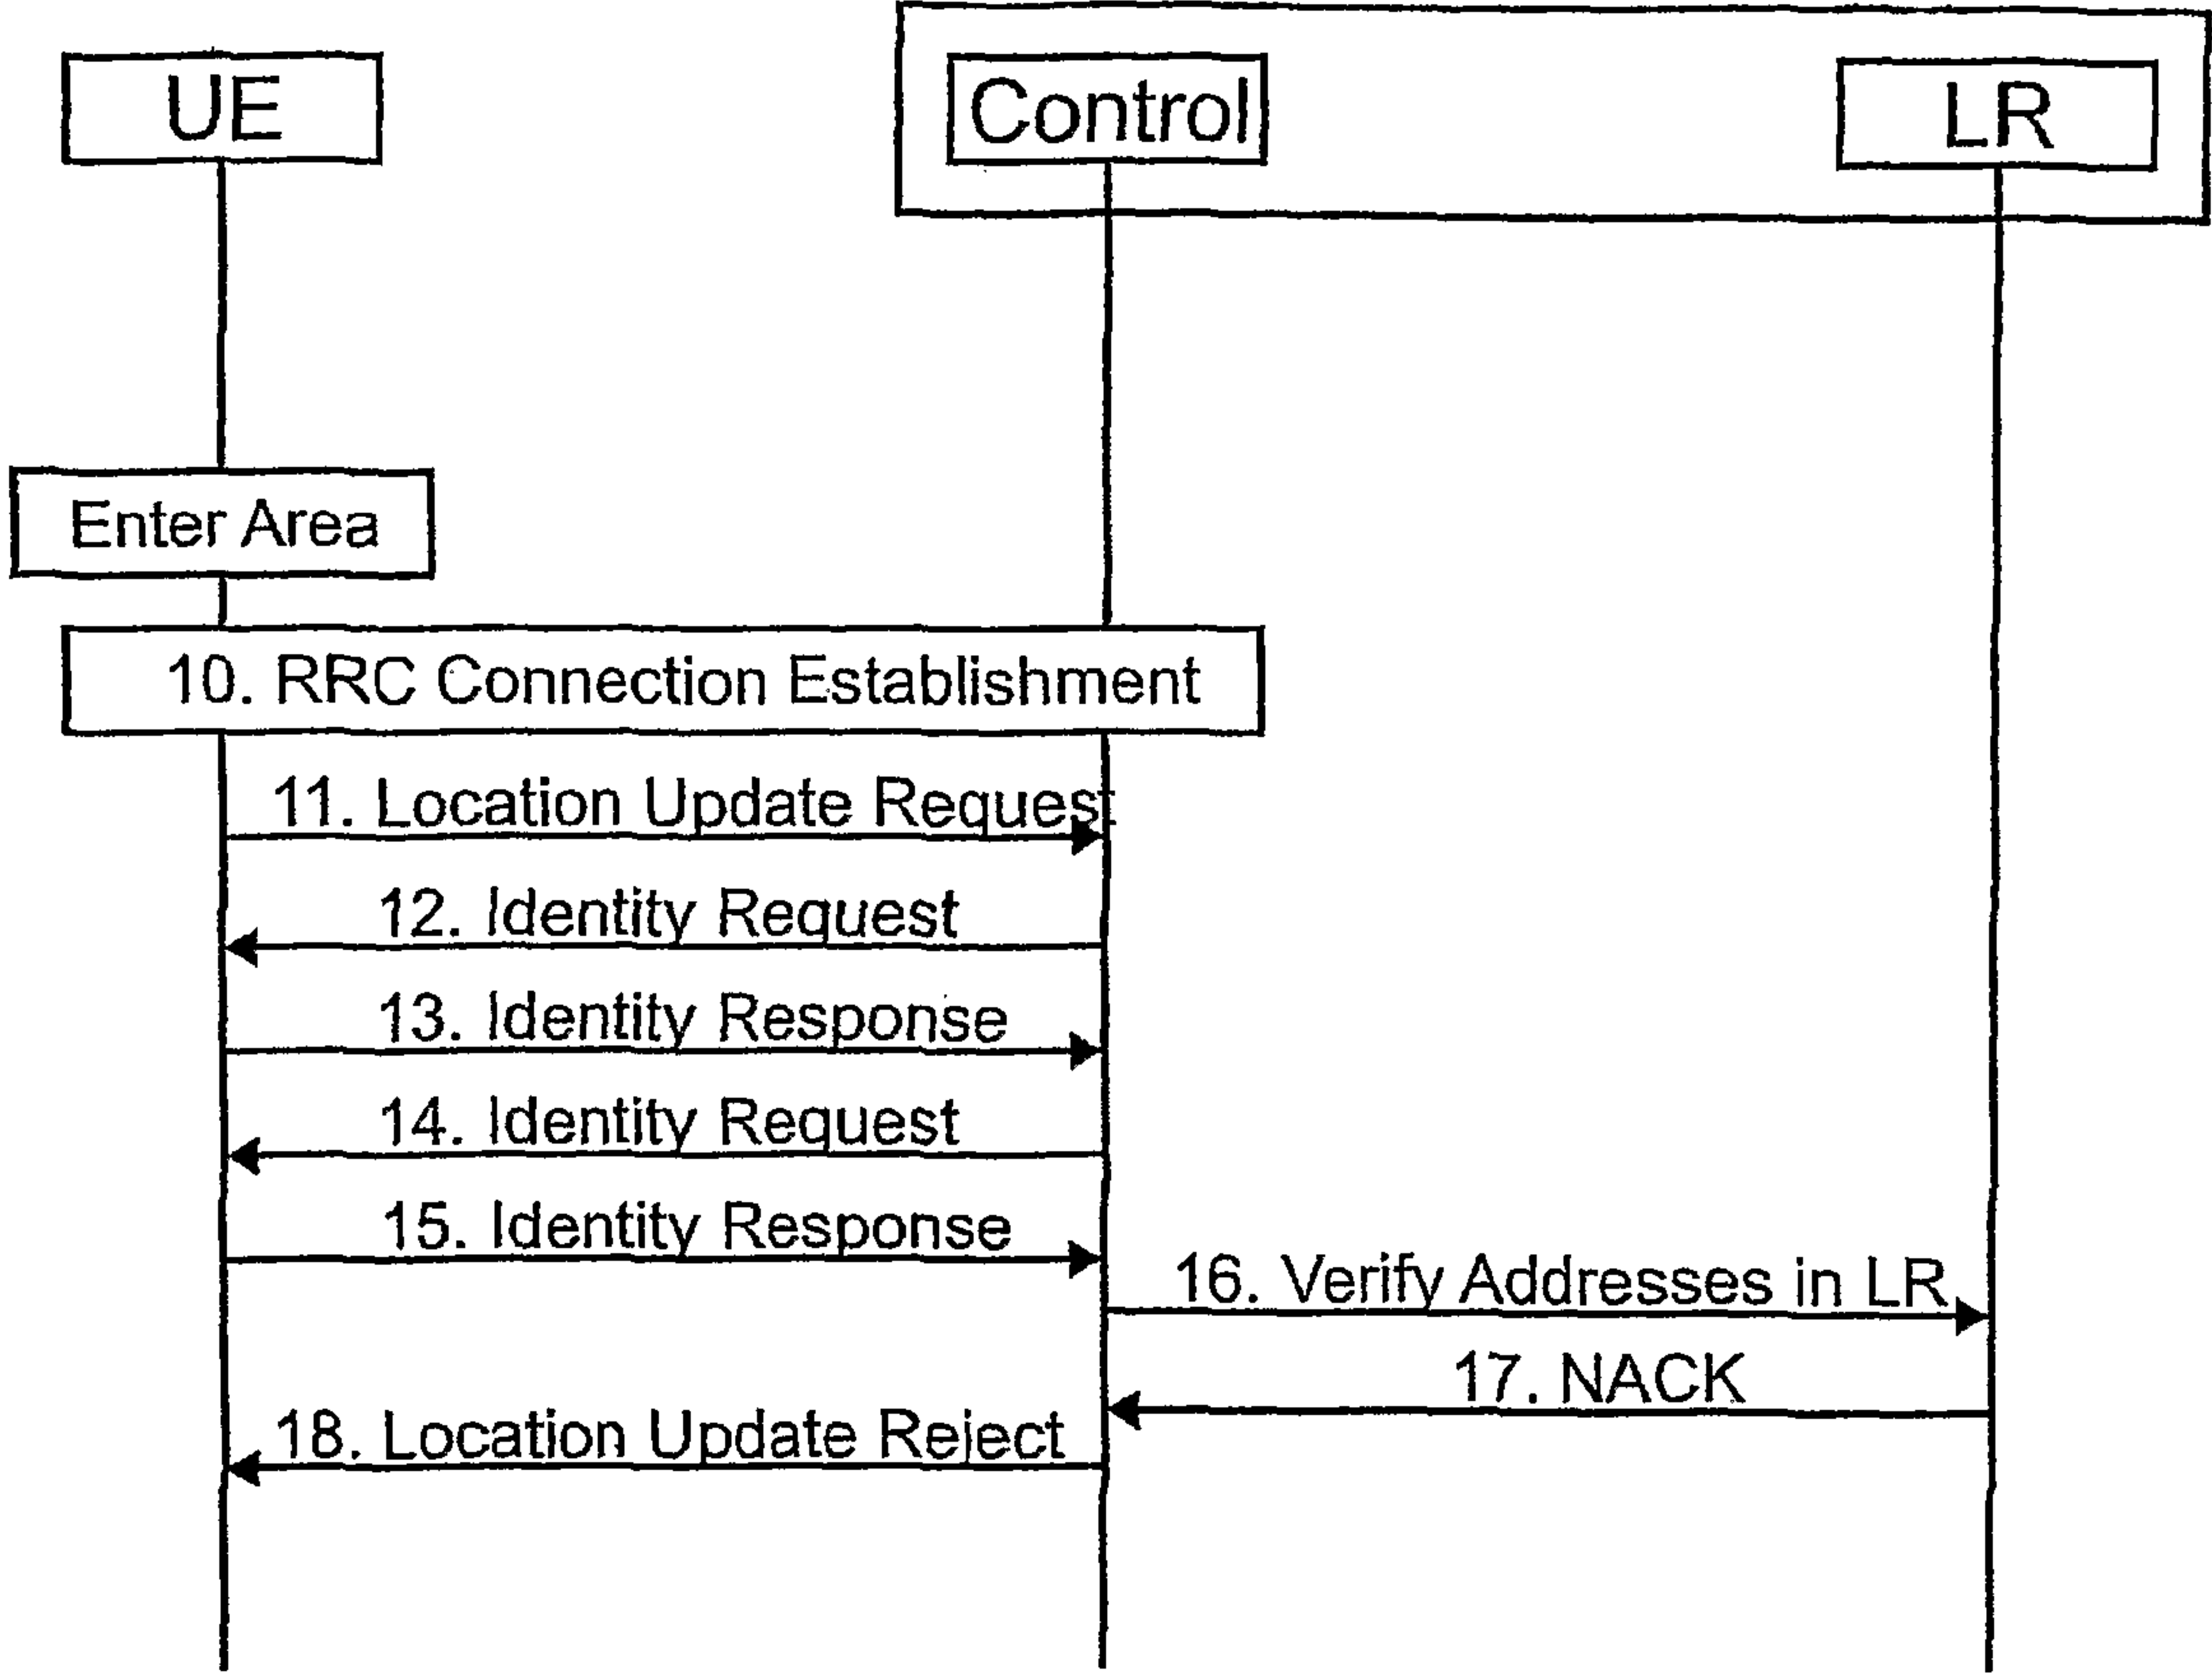 UE
Control
LR
Enter Area
10. RRC Connection Establishment
11. Location Update Request
12. Identity Request
13. Identity Response
14. Identity Request
15. Identity Response
16. Verify Addresses in LR
17. NACK
18. Location Update Reject